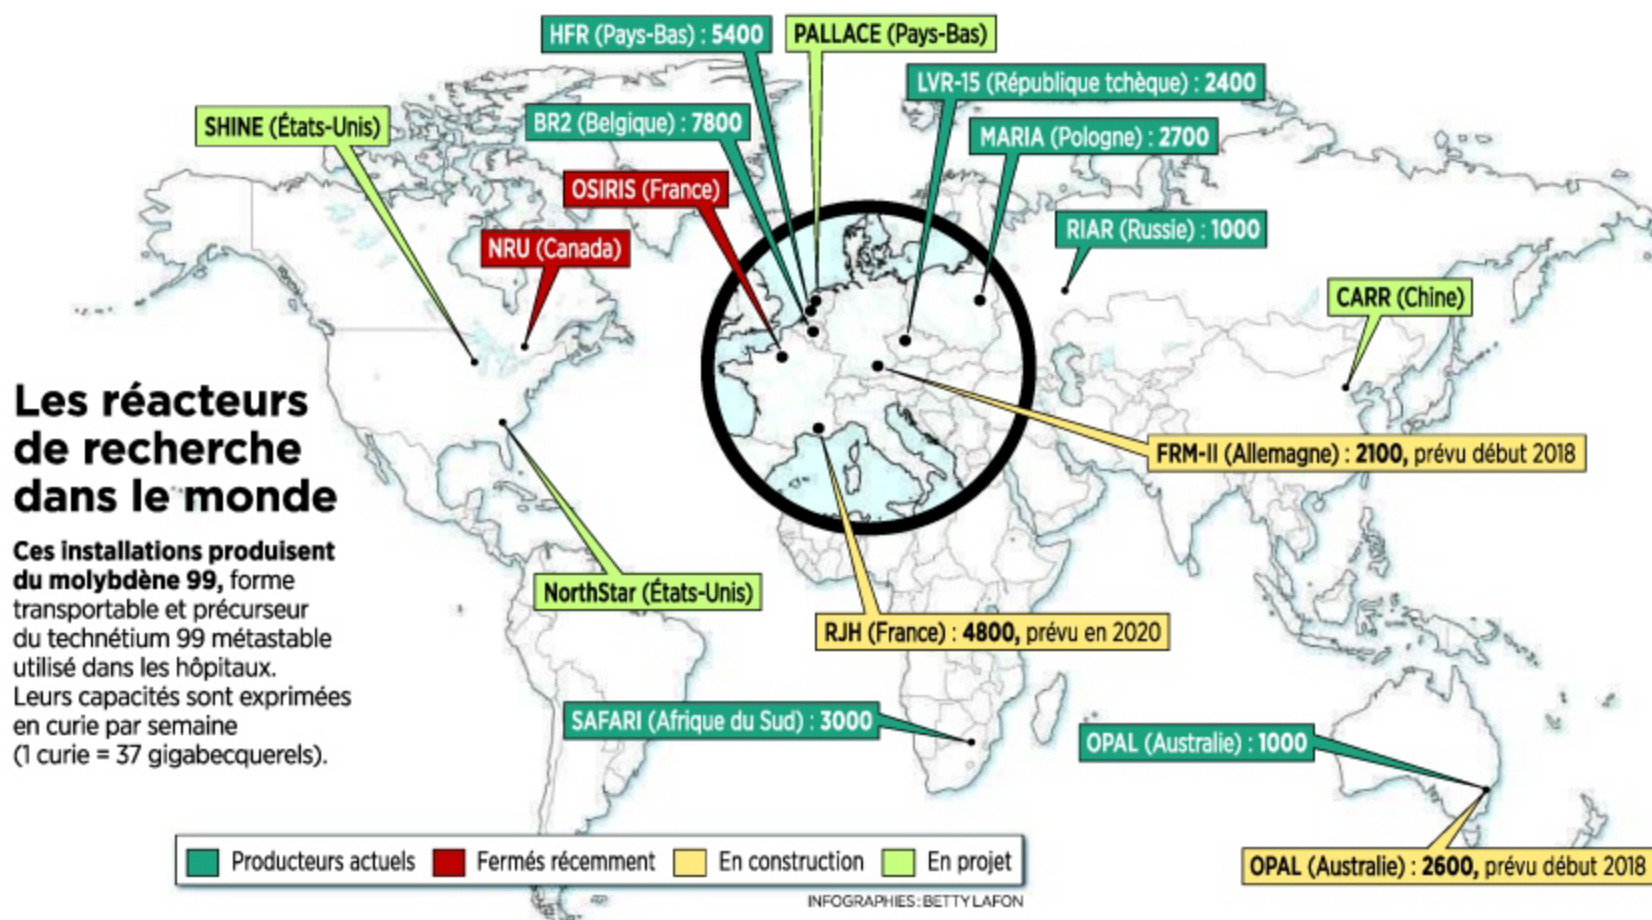 HFR (Pays-Bas) : 5400
PALLACE (Pays-Bas)
LVR-15 (République tchèque) : 2400
SHINE (États-Unis)
BR2 (Belgique) : 7800
MARIA (Pologne) : 2700
OSIRIS (France)
RIAR (Russie) : 1000
NRU (Canada)
CARR (Chine)
Les réacteurs
de recherche
dans le monde
Ces installations produisent
du molybdène 99, forme
transportable et précurseur
du technétium 99 métastable
utilisé dans les hôpitaux.
Leurs capacités sont exprimées
en curie par semaine
(1 curie = 37 gigabecquerels).
FRM-II (Allemagne) : 2100, prévu début 2018
NorthStar (États-Unis)
RJH (France) : 4800, prévu en 2020
SAFARI (Afrique du Sud) : 3000
OPAL (Australie) : 1000
OPAL (Australie) : 2600, prévu début 2018
Producteurs actuels
Fermés récemment
En construction
En projet
INFOGRAPHIES : BETTY LAFON